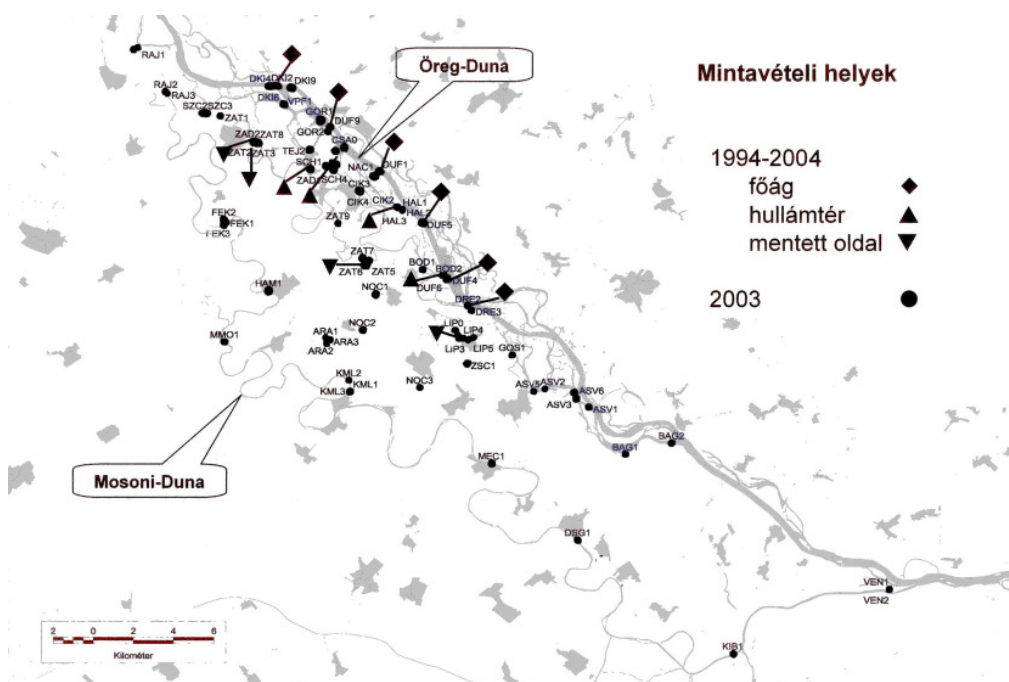 RAJ1
Öreg-Duna
Mintavételi helyek
DKI4 DKI2
DKI9
RAJ2
RAJ3
DKI6 VPF1
SZC2 SZC3
ZAT1
GOR1
DUF9
GOR2
1994-2004
ZAD2 ZAT8
CSA0
ZAT2 ZAT3
TEJ2
SCH1
NAC1
DUF1
főág
SCH4
CIK3
CIK4
CIK2
HAL1
hullámtér
FEK2
FEK1
FEK3
ZAT9
HAL3
HAL2
DUF5
mentett oldal
ZAT7
ZAT6
ZAT5
BOD1
BOD2
DUF4
DUF6
HAM1
NOC1
DRE2
DRE3
2003
MMO1
ARA1
ARA3
ARA2
NOC2
LIP0
LIP4
LIP3
LIP5
GOS1
ZSC1
KML2
KML1
KML3
NOC3
ASV5
ASV2
ASV6
ASV3
ASV1
BAG1
BAG2
Mosoni-Duna
MEC1
DSG1
VEN1
VEN2
2 0 2 4 6
Kilométer
KIB1